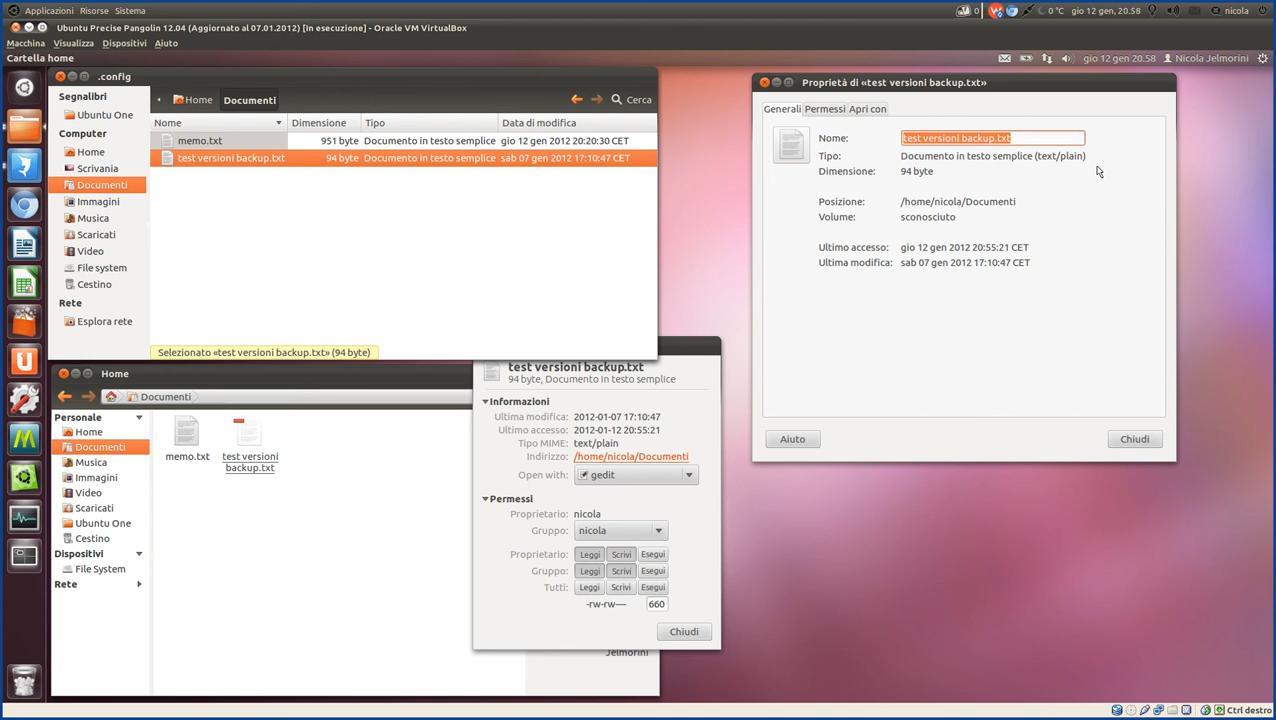 Applicazioni Risorse Sistema 0 0 °C gio 12 gen, 20.58 nicola
Ubuntu Precise Pangolin 12.04 (Aggiornato al 07.01.2012) [In esecuzione] - Oracle VM VirtualBox
Macchina Visualizza Dispositivi Aiuto
Cartella home gio 12 gen 20:58 Nicola Jelmorini
.config
Segnalibri
Ubuntu One
Computer
Home
Scrivania
Documenti
Immagini
Musica
Scaricati
Video
File system
Cestino
Rete
Esplora rete
Home Documenti Cerca
Nome Dimensione Tipo Data di modifica
memo.txt 951 byte Documento in testo semplice gio 12 gen 2012 20:20:30 CET
test versioni backup.txt 94 byte Documento in testo semplice sab 07 gen 2012 17:10:47 CET
Selezionato «test versioni backup.txt» (94 byte)
Proprietà di «test versioni backup.txt»
Generali Permessi Apri con
Nome: test versioni backup.txt
Tipo: Documento in testo semplice (text/plain)
Dimensione: 94 byte
Posizione: /home/nicola/Documenti
Volume: sconosciuto
Ultimo accesso: gio 12 gen 2012 20:55:21 CET
Ultima modifica: sab 07 gen 2012 17:10:47 CET
Aiuto Chiudi
Home
Documenti
Personale
Home
Documenti
Musica
Immagini
Video
Scaricati
Ubuntu One
Cestino
Dispositivi
File System
Rete
memo.txt
test versioni
backup.txt
Jelmorini
test versioni backup.txt
94 byte, Documento in testo semplice
Informazioni
Ultima modifica: 2012-01-07 17:10:47
Ultimo accesso: 2012-01-12 20:55:21
Tipo MIME: text/plain
Indirizzo: /home/nicola/Documenti
Open with: gedit
Permessi
Proprietario: nicola
Gruppo: nicola
Proprietario: Leggi Scrivi Esegui
Gruppo: Leggi Scrivi Esegui
Tutti: Leggi Scrivi Esegui
-rw-rw---- 660
Chiudi
Ctrl destro